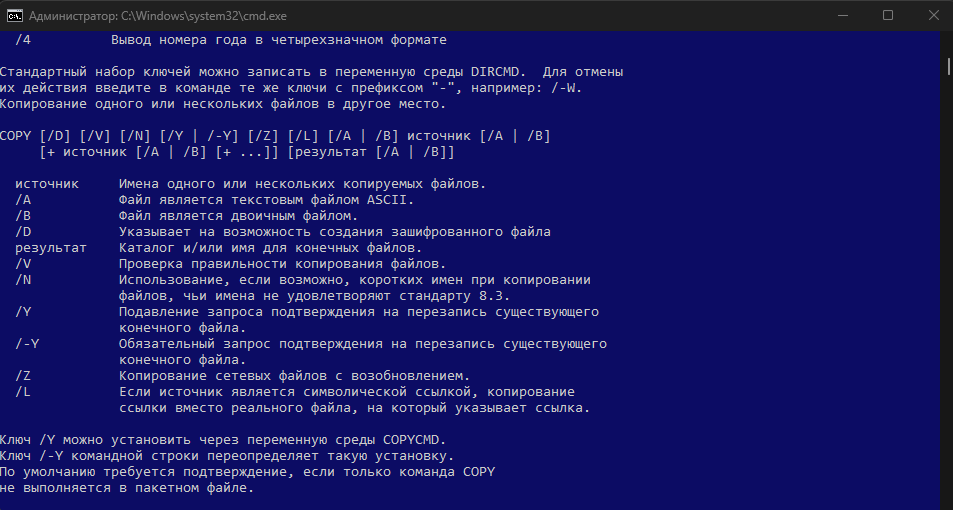 Администратор: C:\Windows\system32\cmd.exe
/4 Вывод номера года в четырехзначном формате
Стандартный набор ключей можно записать в переменную среды DIRCMD. Для отмены
их действия введите в команде те же ключи с префиксом "-", например: /-W.
Копирование одного или нескольких файлов в другое место.
COPY [/D] [/V] [/N] [/Y | /-Y] [/Z] [/L] [/A | /B] источник [/A | /B]
[+ источник [/A | /B] [+ ...]] [результат [/A | /B]]
источник Имена одного или нескольких копируемых файлов.
/A Файл является текстовым файлом ASCII.
/B Файл является двоичным файлом.
/D Указывает на возможность создания зашифрованного файла
результат Каталог и/или имя для конечных файлов.
/V Проверка правильности копирования файлов.
/N Использование, если возможно, коротких имен при копировании
файлов, чьи имена не удовлетворяют стандарту 8.3.
/Y Подавление запроса подтверждения на перезапись существующего
конечного файла.
/-Y Обязательный запрос подтверждения на перезапись существующего
конечного файла.
/Z Копирование сетевых файлов с возобновлением.
/L Если источник является символической ссылкой, копирование
ссылки вместо реального файла, на который указывает ссылка.
Ключ /Y можно установить через переменную среды COPYCMD.
Ключ /-Y командной строки переопределяет такую установку.
По умолчанию требуется подтверждение, если только команда COPY
не выполняется в пакетном файле.